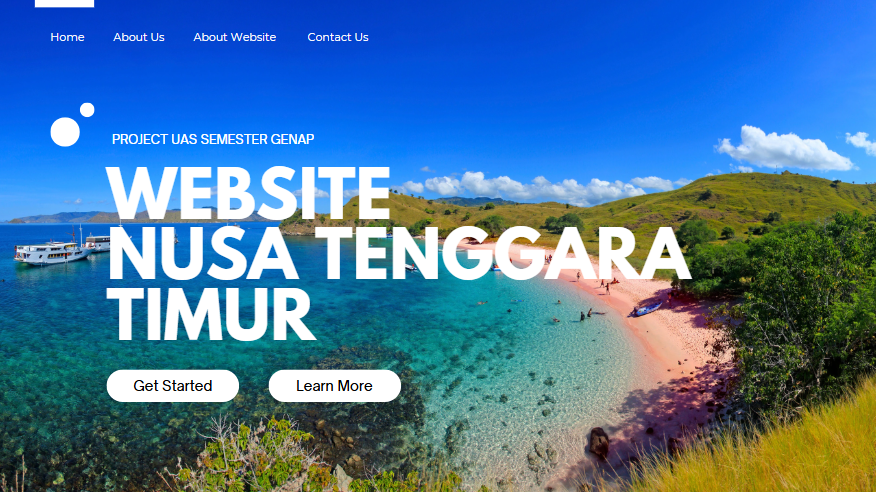 Home About Us About Website Contact Us
PROJECT UAS SEMESTER GENAP
WEBSITE
NUSA TENGGARA
TIMUR
Get Started Learn More